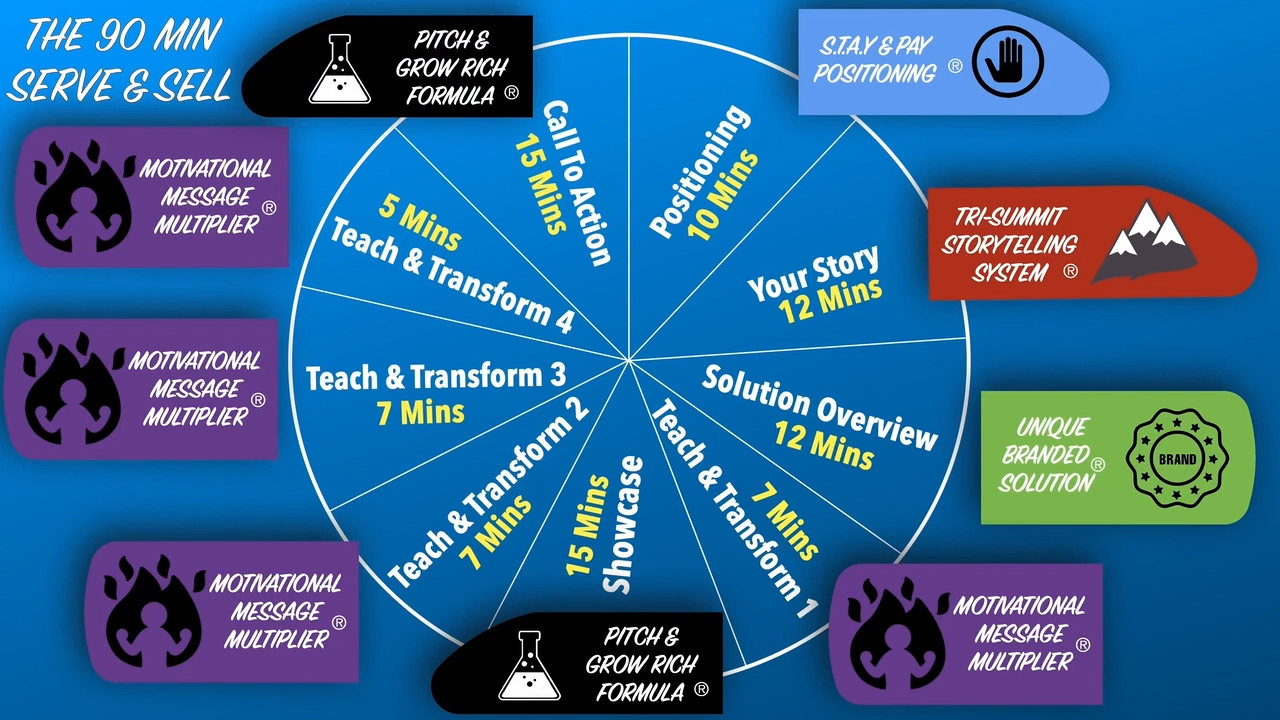 THE 90 MIN
SERVE & SELL
PITCH &
GROW RICH
FORMULA ®
S.T.A.Y & PAY
POSITIONING ®
TRI-SUMMIT
STORYTELLING
SYSTEM ®
UNIQUE
BRANDED
SOLUTION ®
BRAND
MOTIVATIONAL
MESSAGE
MULTIPLIER ®
PITCH &
GROW RICH
FORMULA ®
MOTIVATIONAL
MESSAGE
MULTIPLIER ®
MOTIVATIONAL
MESSAGE
MULTIPLIER ®
MOTIVATIONAL
MESSAGE
MULTIPLIER ®
Positioning
10 Mins
Your Story
12 Mins
Solution Overview
12 Mins
7 Mins
Teach & Transform 1
15 Mins
Showcase
Teach & Transform 2
7 Mins
Teach & Transform 3
7 Mins
5 Mins
Teach & Transform 4
Call To Action
15 Mins